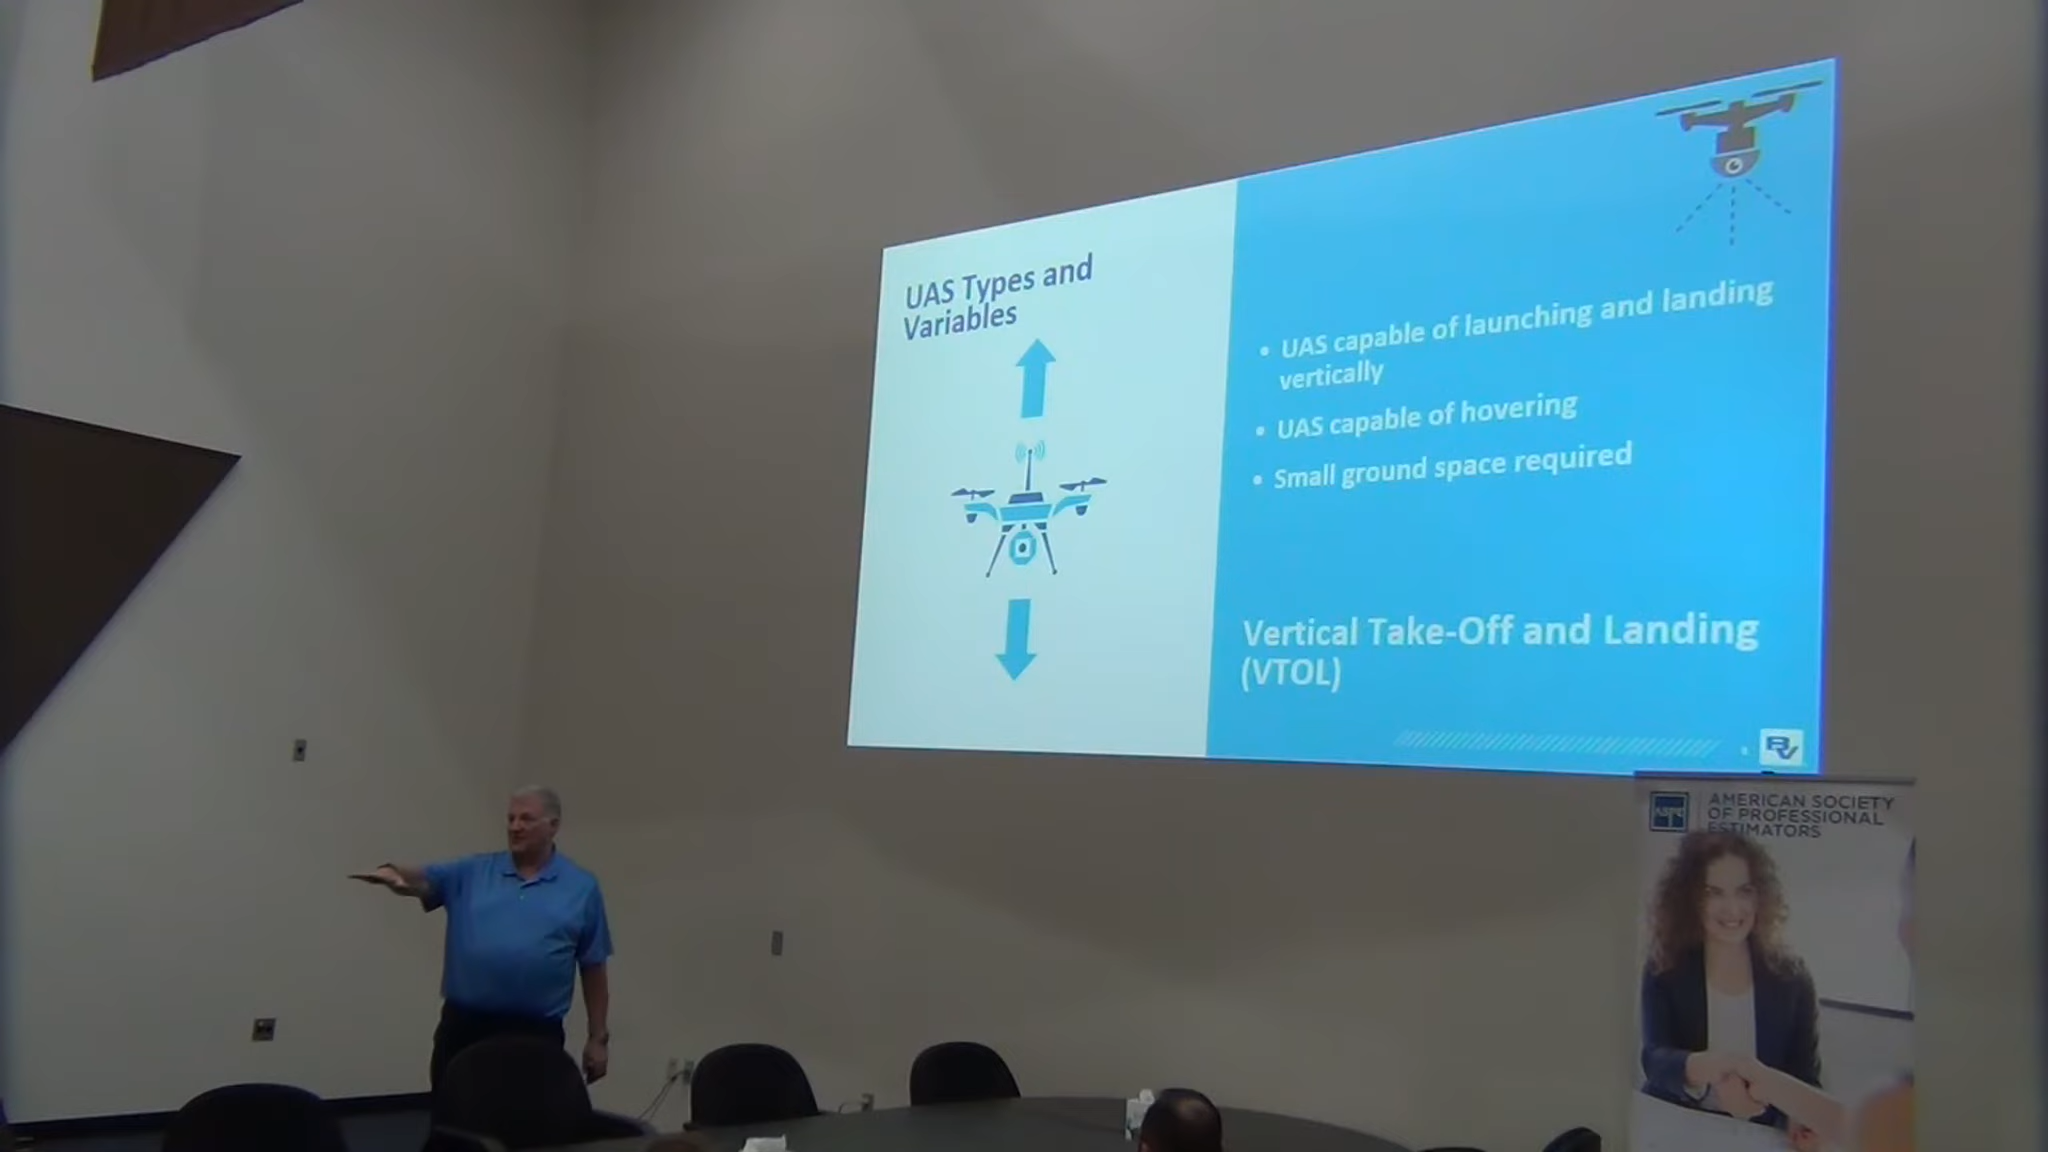 UAS Types and
Variables
• UAS capable of launching and landing
vertically
• UAS capable of hovering
• Small ground space required
Vertical Take-Off and Landing
(VTOL)
BV
AMERICAN SOCIETY
OF PROFESSIONAL
ESTIMATORS